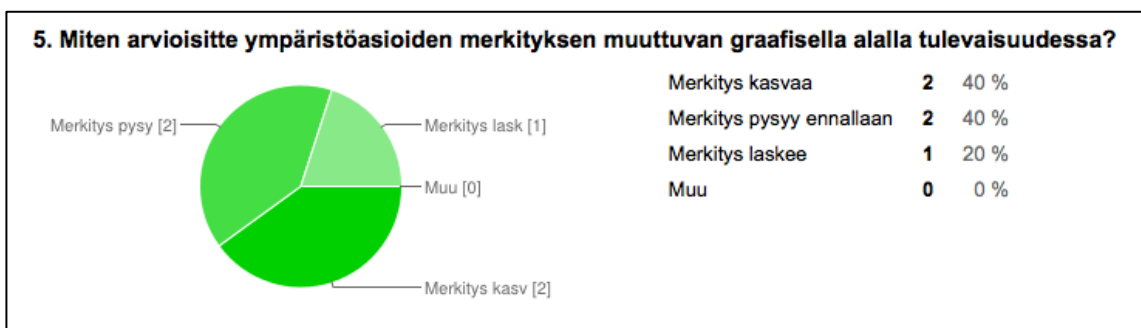 5. Miten arvioisitte ympäristöasioiden merkityksen muuttuvan graafisella alalla tulevaisuudessa?
Merkitys pysy [2]
Merkitys lask [1]
Muu [0]
Merkitys kasv [2]
Merkitys kasvaa 2 40 %
Merkitys pysyy ennallaan 2 40 %
Merkitys laskee 1 20 %
Muu 0 0 %